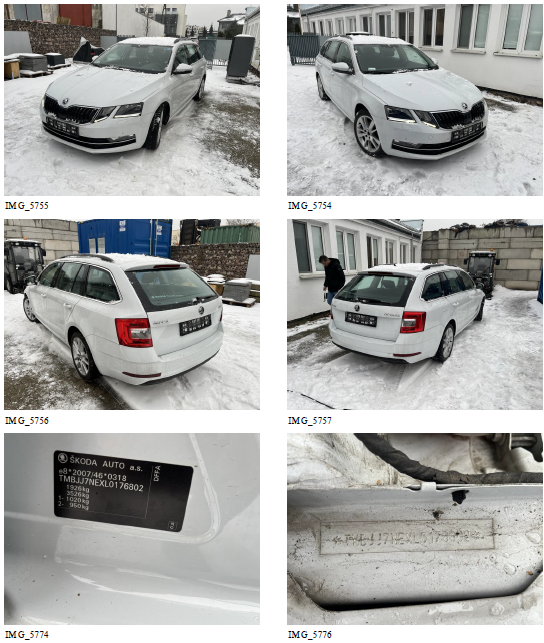 IMG_5755
IMG_5754
IMG_5756
IMG_5757
ŠKODA AUTO a.s.
e8*2007/46*0318
TMBJJ7NEXL0176802
1926kg
3526kg
1- 1020kg
2- 950kg
DFFA
IMG_5774
IMG_5776